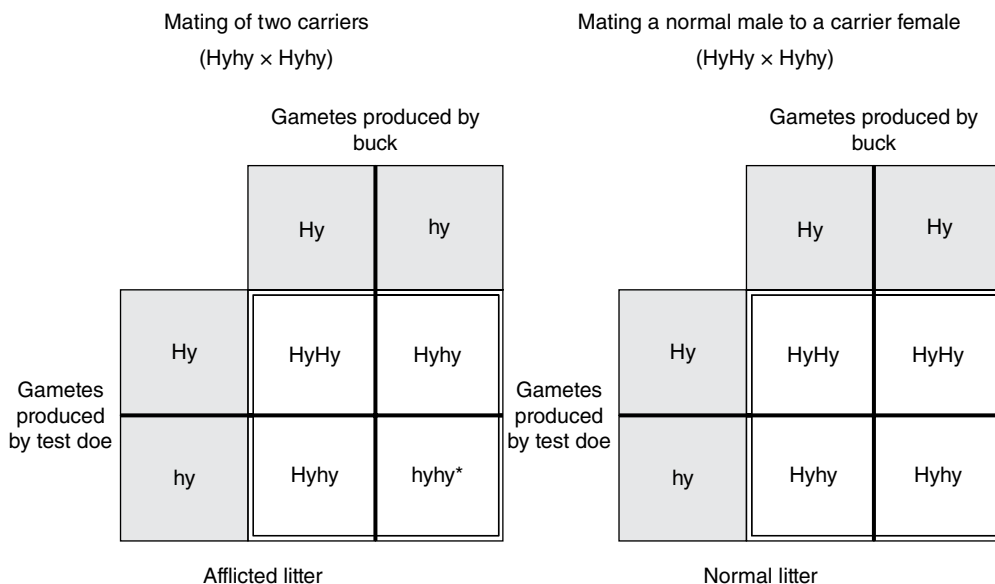 Mating of two carriers
(Hyhy × Hyhy)
Gametes produced by
buck
Hy
hy
Hy
HyHy
Hyhy
Gametes
produced
by test doe
hy
Hyhy
hyhy*
Afflicted litter
Mating a normal male to a carrier female
(HyHy × Hyhy)
Gametes produced by
buck
Hy
Hy
Hy
HyHy
HyHy
Gametes
produced
by test doe
hy
Hyhy
Hyhy
Normal litter